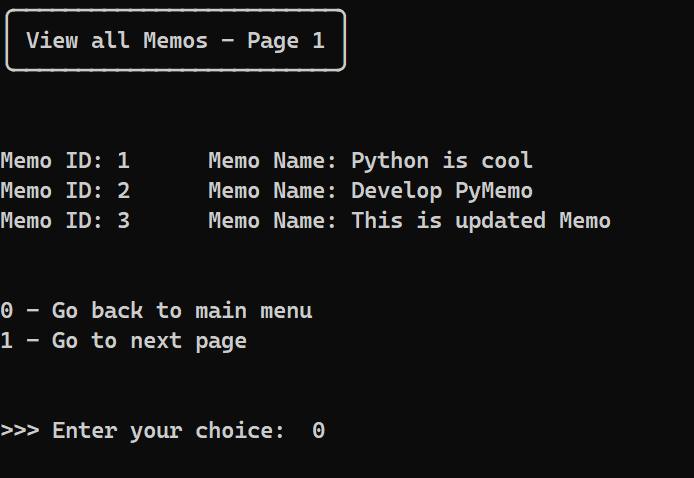 View all Memos - Page 1
Memo ID: 1      Memo Name: Python is cool
Memo ID: 2      Memo Name: Develop PyMemo
Memo ID: 3      Memo Name: This is updated Memo
0 - Go back to main menu
1 - Go to next page
>>> Enter your choice:  0